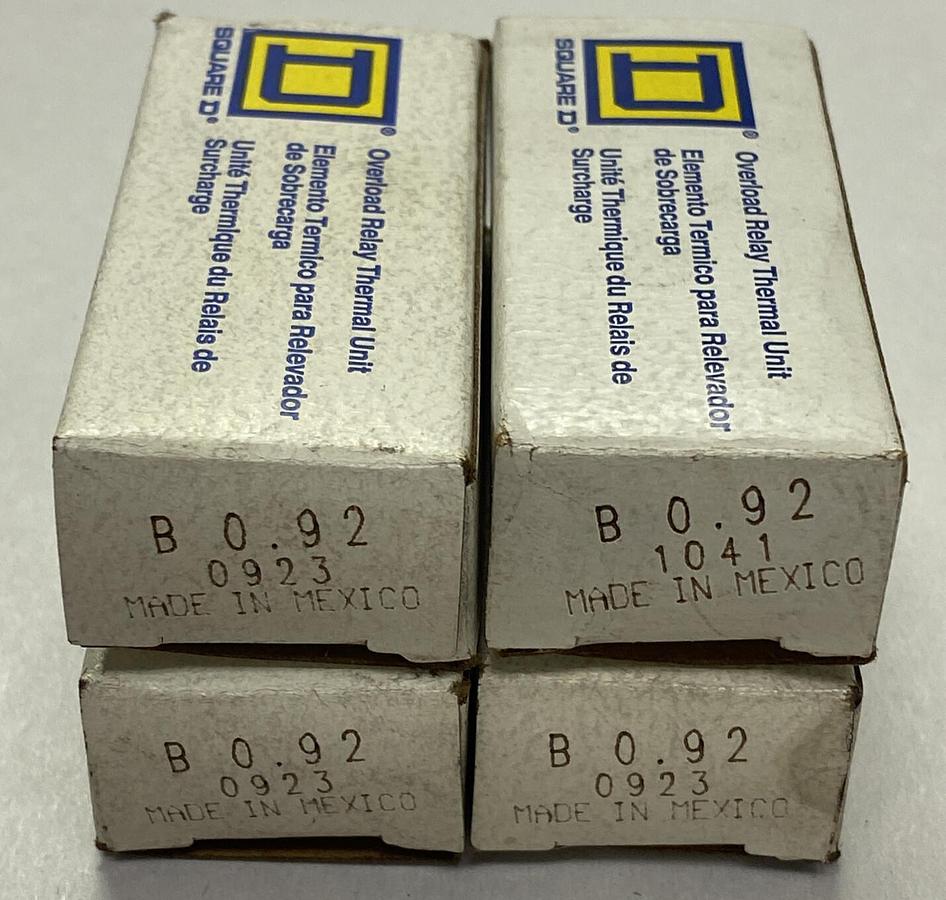 SQUARE D®
Overload Relay Thermal Unit
Elemento Termico para Relevador
de Sobrecarga
Unité Thermique du Relais de
Surcharge
B 0.92
0923
MADE IN MEXICO
SQUARE D®
Overload Relay Thermal Unit
Elemento Termico para Relevador
de Sobrecarga
Unité Thermique du Relais de
Surcharge
B 0.92
1041
MADE IN MEXICO
B 0.92
0923
MADE IN MEXICO
B 0.92
0923
MADE IN MEXICO